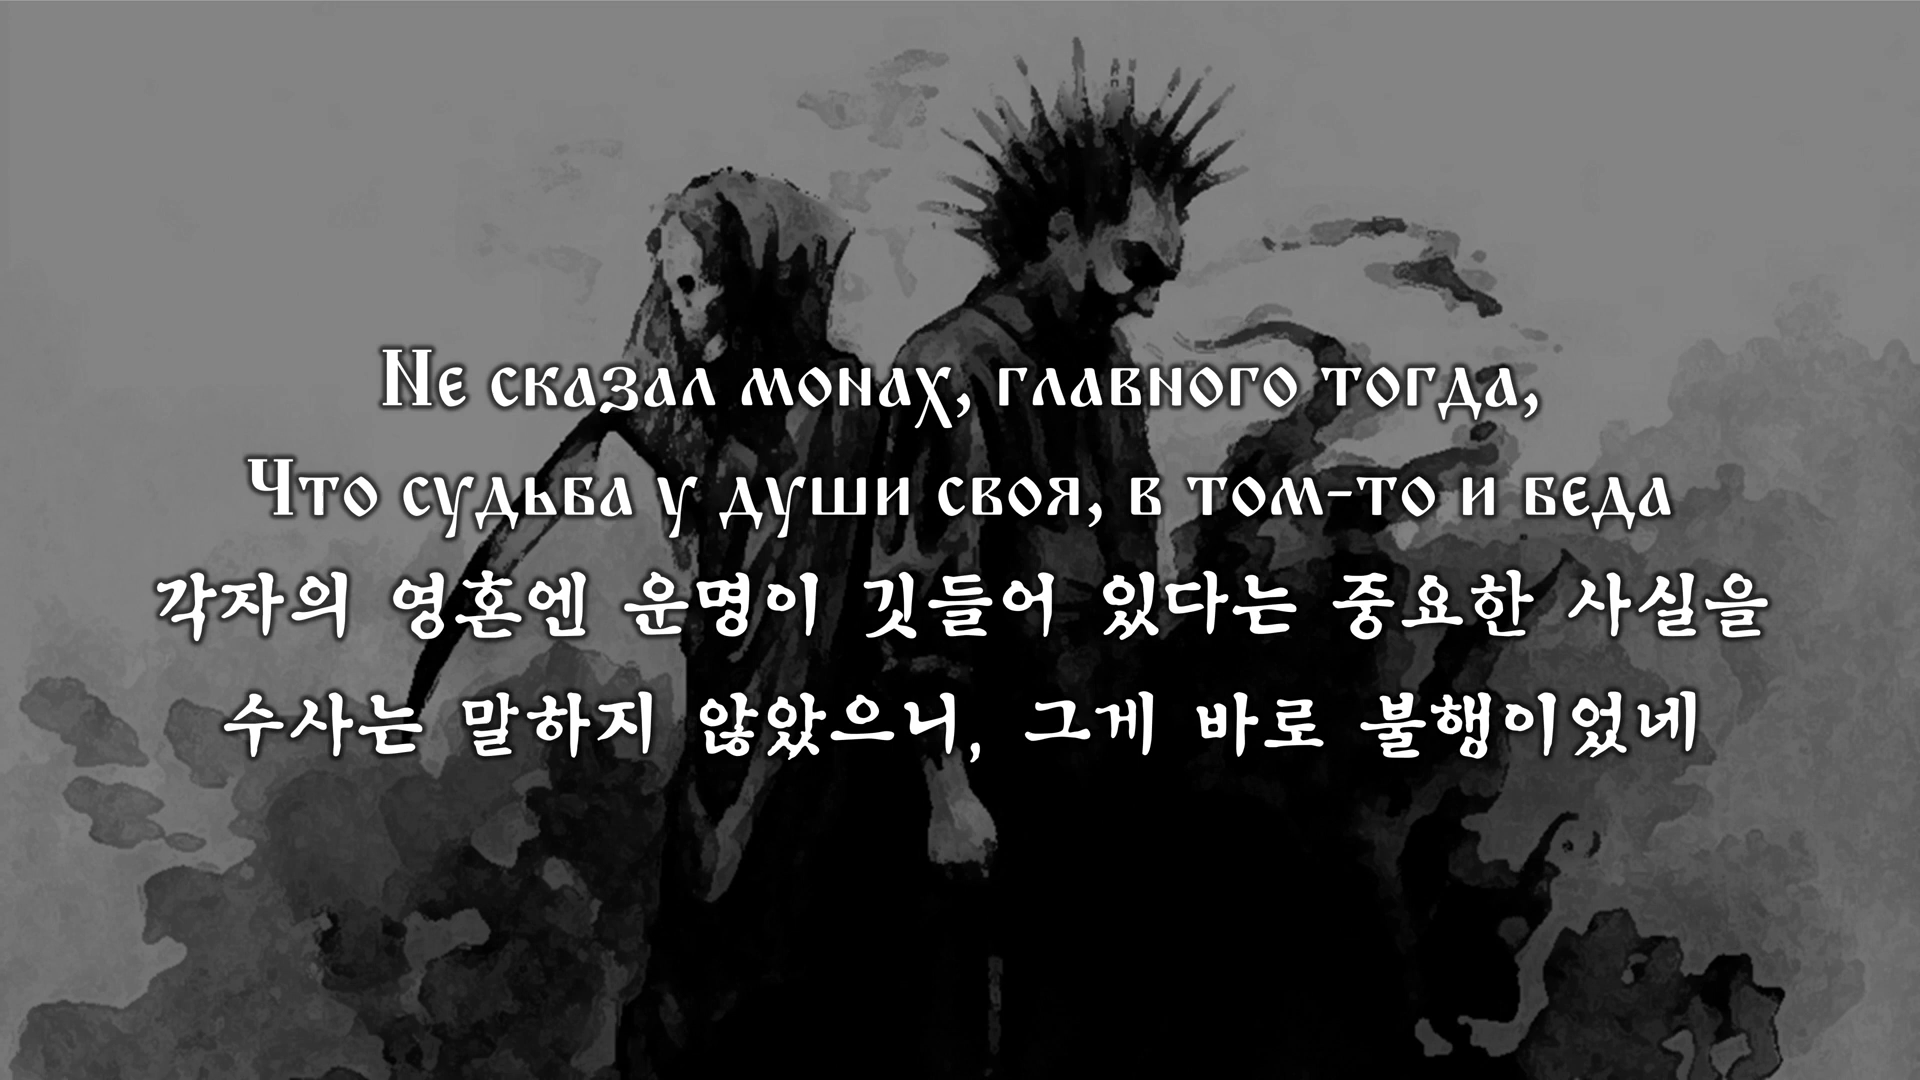 Не сказал монах, главного тогда,
Что судьба у души своя, в том-то и беда
각자의 영혼엔 운명이 깃들어 있다는 중요한 사실을
수사는 말하지 않았으니, 그게 바로 불행이었네